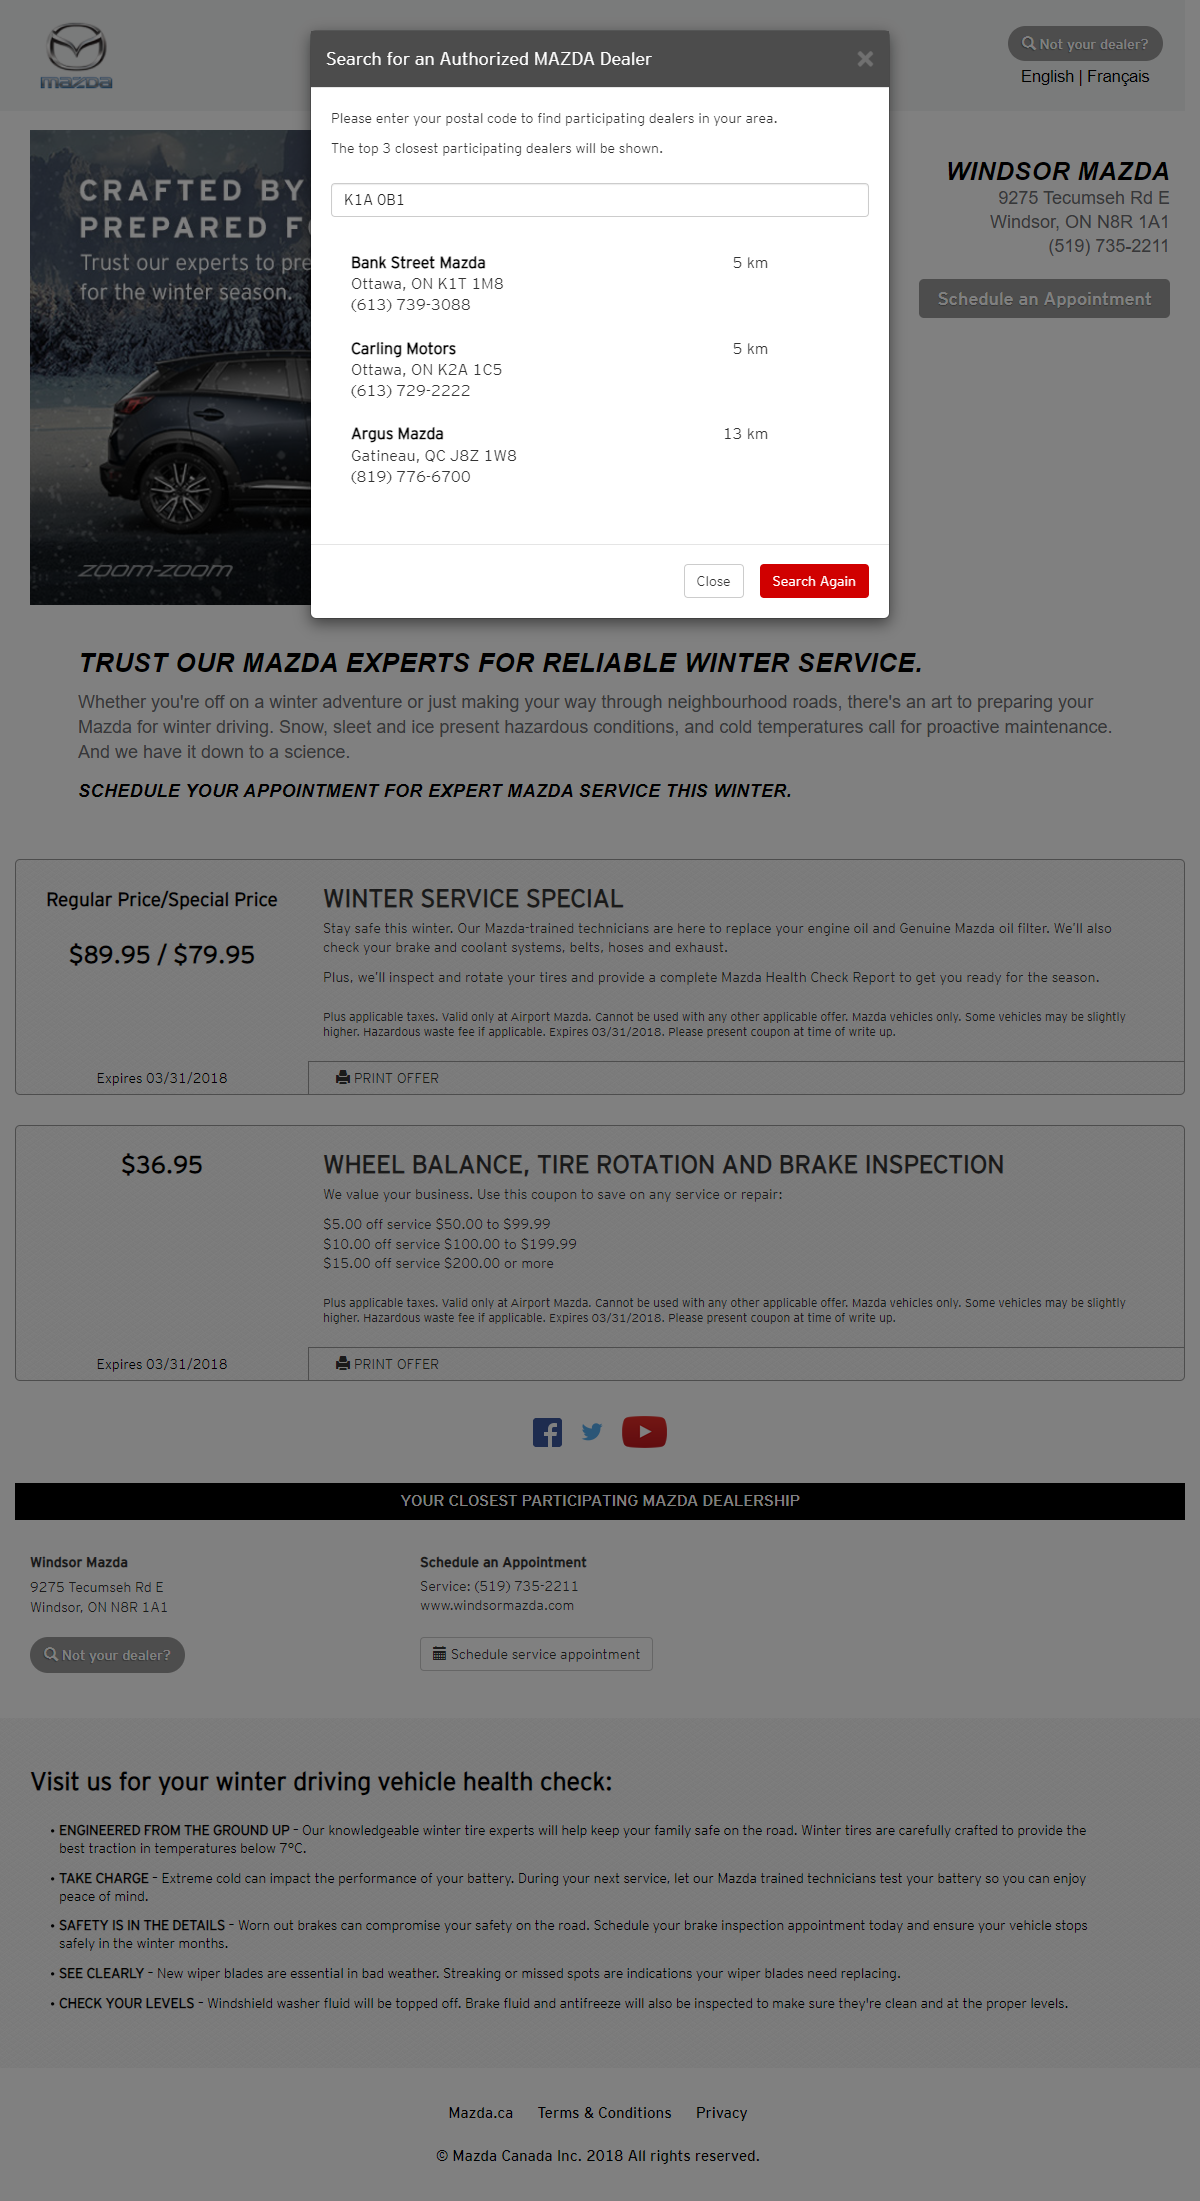 mazda
Search for an Authorized MAZDA Dealer
×
Not your dealer?
English | Français
Please enter your postal code to find participating dealers in your area.
The top 3 closest participating dealers will be shown.
K1A 0B1
Bank Street Mazda 5 km
Ottawa, ON K1T 1M8
(613) 739-3088
Carling Motors 5 km
Ottawa, ON K2A 1C5
(613) 729-2222
Argus Mazda 13 km
Gatineau, QC J8Z 1W8
(819) 776-6700
Close
Search Again
CRAFTED BY
PREPARED
Trust our experts to
for the winter season.
zoom-zoom
WINDSOR MAZDA
9275 Tecumseh Rd E
Windsor, ON N8R 1A1
(519) 735-2211
Schedule an Appointment
TRUST OUR MAZDA EXPERTS FOR RELIABLE WINTER SERVICE.
Whether you're off on a winter adventure or just making your way through neighbourhood roads, there's an art to preparing your
Mazda for winter driving. Snow, sleet and ice present hazardous conditions, and cold temperatures call for proactive maintenance.
And we have it down to a science.
SCHEDULE YOUR APPOINTMENT FOR EXPERT MAZDA SERVICE THIS WINTER.
Regular Price/Special Price
$89.95 / $79.95
Expires 03/31/2018
WINTER SERVICE SPECIAL
Stay safe this winter. Our Mazda-trained technicians are here to replace your engine oil and Genuine Mazda oil filter. We'll also
check your brake and coolant systems, belts, hoses and exhaust.
Plus, we'll inspect and rotate your tires and provide a complete Mazda Health Check Report to get you ready for the season.
Plus applicable taxes. Valid only at Airport Mazda. Cannot be used with any other applicable offer. Mazda vehicles only. Some vehicles may be slightly
higher. Hazardous waste fee if applicable. Expires 03/31/2018. Please present coupon at time of write up.
PRINT OFFER
$36.95
Expires 03/31/2018
WHEEL BALANCE, TIRE ROTATION AND BRAKE INSPECTION
We value your business. Use this coupon to save on any service or repair:
$5.00 off service $50.00 to $99.99
$10.00 off service $100.00 to $199.99
$15.00 off service $200.00 or more
Plus applicable taxes. Valid only at Airport Mazda. Cannot be used with any other applicable offer. Mazda vehicles only. Some vehicles may be slightly
higher. Hazardous waste fee if applicable. Expires 03/31/2018. Please present coupon at time of write up.
PRINT OFFER
YOUR CLOSEST PARTICIPATING MAZDA DEALERSHIP
Windsor Mazda
9275 Tecumseh Rd E
Windsor, ON N8R 1A1
Not your dealer?
Schedule an Appointment
Service: (519) 735-2211
www.windsormazda.com
Schedule service appointment
Visit us for your winter driving vehicle health check:
• ENGINEERED FROM THE GROUND UP – Our knowledgeable winter tire experts will help keep your family safe on the road. Winter tires are carefully crafted to provide the
best traction in temperatures below 7°C.
• TAKE CHARGE – Extreme cold can impact the performance of your battery. During your next service, let our Mazda trained technicians test your battery so you can enjoy
peace of mind.
• SAFETY IS IN THE DETAILS – Worn out brakes can compromise your safety on the road. Schedule your brake inspection appointment today and ensure your vehicle stops
safely in the winter months.
• SEE CLEARLY – New wiper blades are essential in bad weather. Streaking or missed spots are indications your wiper blades need replacing.
• CHECK YOUR LEVELS – Windshield washer fluid will be topped off. Brake fluid and antifreeze will also be inspected to make sure they're clean and at the proper levels.
Mazda.ca Terms & Conditions Privacy
© Mazda Canada Inc. 2018 All rights reserved.